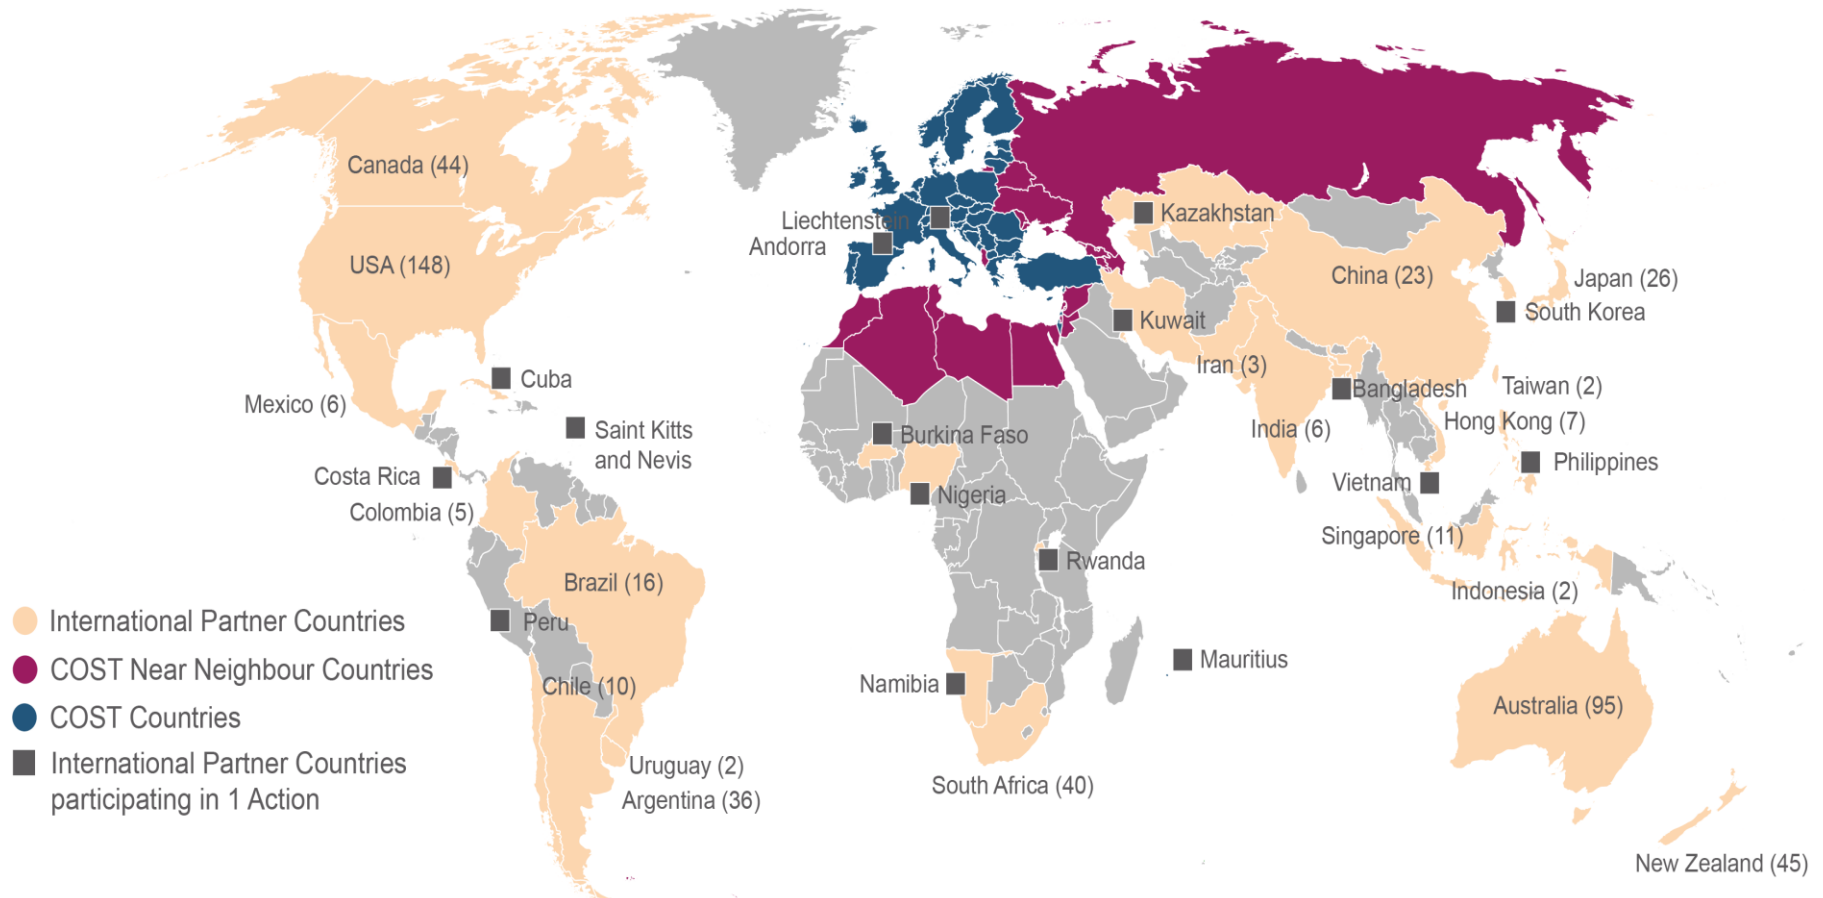 Canada (44)
USA (148)
Mexico (6)
Cuba
Saint Kitts
and Nevis
Costa Rica
Colombia (5)
Brazil (16)
Peru
Chile (10)
Uruguay (2)
Argentina (36)
Liechtenstein
Andorra
Kazakhstan
China (23)
Japan (26)
South Korea
Kuwait
Iran (3)
Bangladesh
Taiwan (2)
Hong Kong (7)
India (6)
Philippines
Vietnam
Singapore (11)
Indonesia (2)
Burkina Faso
Nigeria
Rwanda
Mauritius
Namibia
South Africa (40)
Australia (95)
New Zealand (45)
International Partner Countries
COST Near Neighbour Countries
COST Countries
International Partner Countries
participating in 1 Action